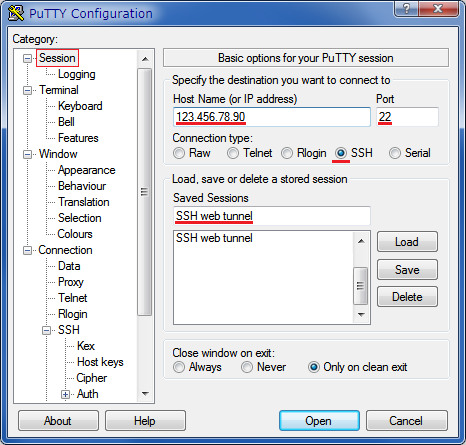 PuTTY Configuration
Category:
Session
Logging
Terminal
Keyboard
Bell
Features
Window
Appearance
Behaviour
Translation
Selection
Colours
Connection
Data
Proxy
Telnet
Rlogin
SSH
Kex
Host keys
Cipher
Auth
Basic options for your PuTTY session
Specify the destination you want to connect to
Host Name (or IP address) Port
123.456.78.90 22
Connection type:
Raw Telnet Rlogin SSH Serial
Load, save or delete a stored session
Saved Sessions
SSH web tunnel
SSH web tunnel
Load
Save
Delete
Close window on exit:
Always Never Only on clean exit
About Help Open Cancel